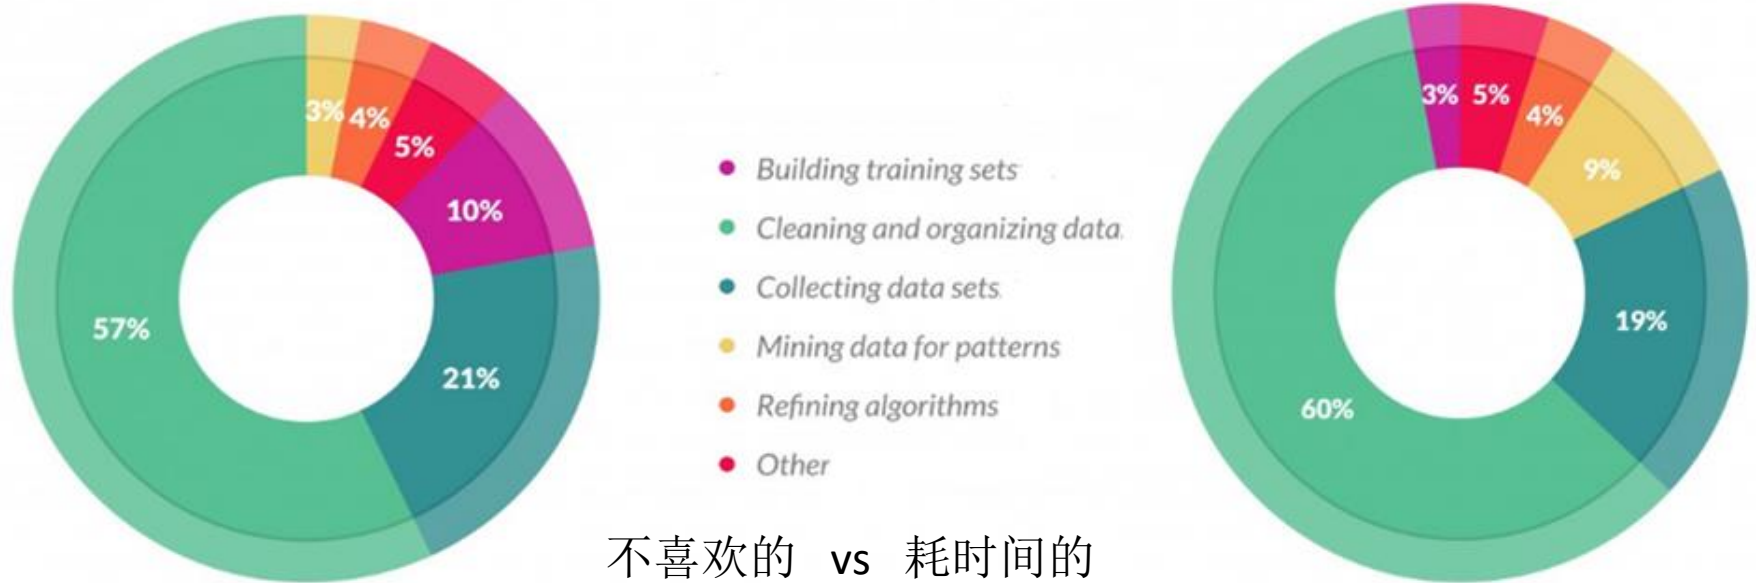 3%
4%
5%
10%
21%
57%
Building training sets
Cleaning and organizing data
Collecting data sets
Mining data for patterns
Refining algorithms
Other
3%
5%
4%
9%
19%
60%
不喜欢的 vs 耗时间的